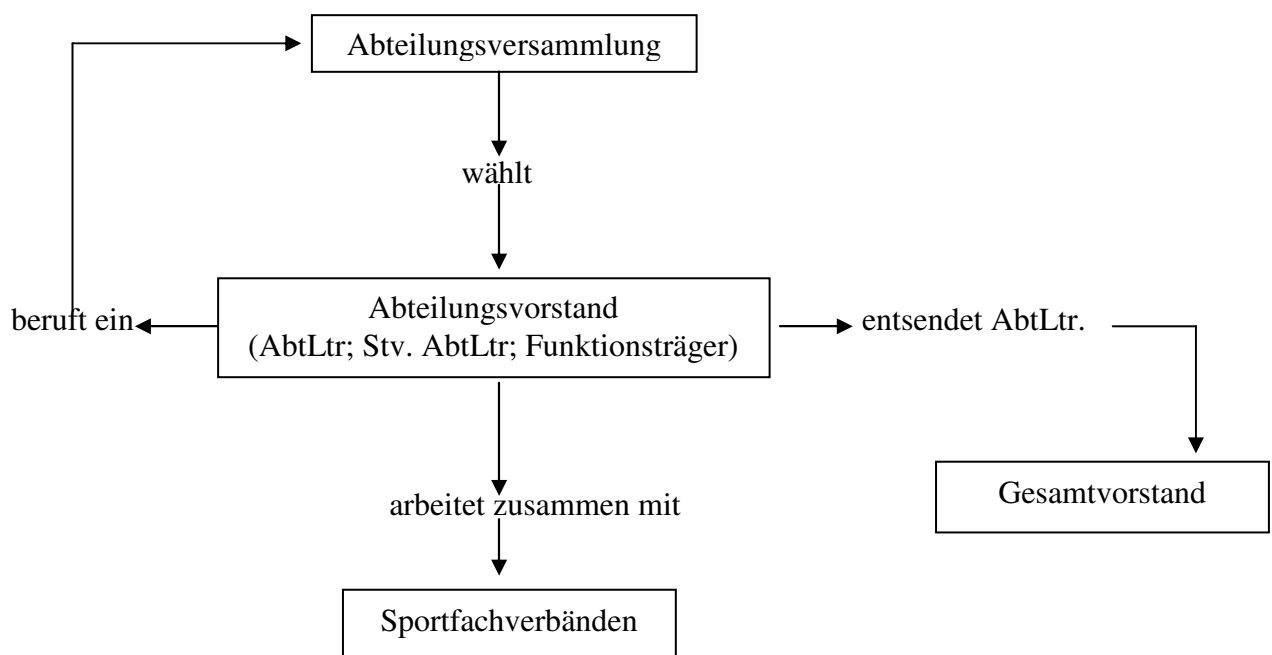 Abteilungsversammlung
wählt
beruft ein
Abteilungsvorstand
(AbtLtr; Stv. AbtLtr; Funktionsträger)
entsendet AbtLtr.
arbeitet zusammen mit
Gesamtvorstand
Sportfachverbänden